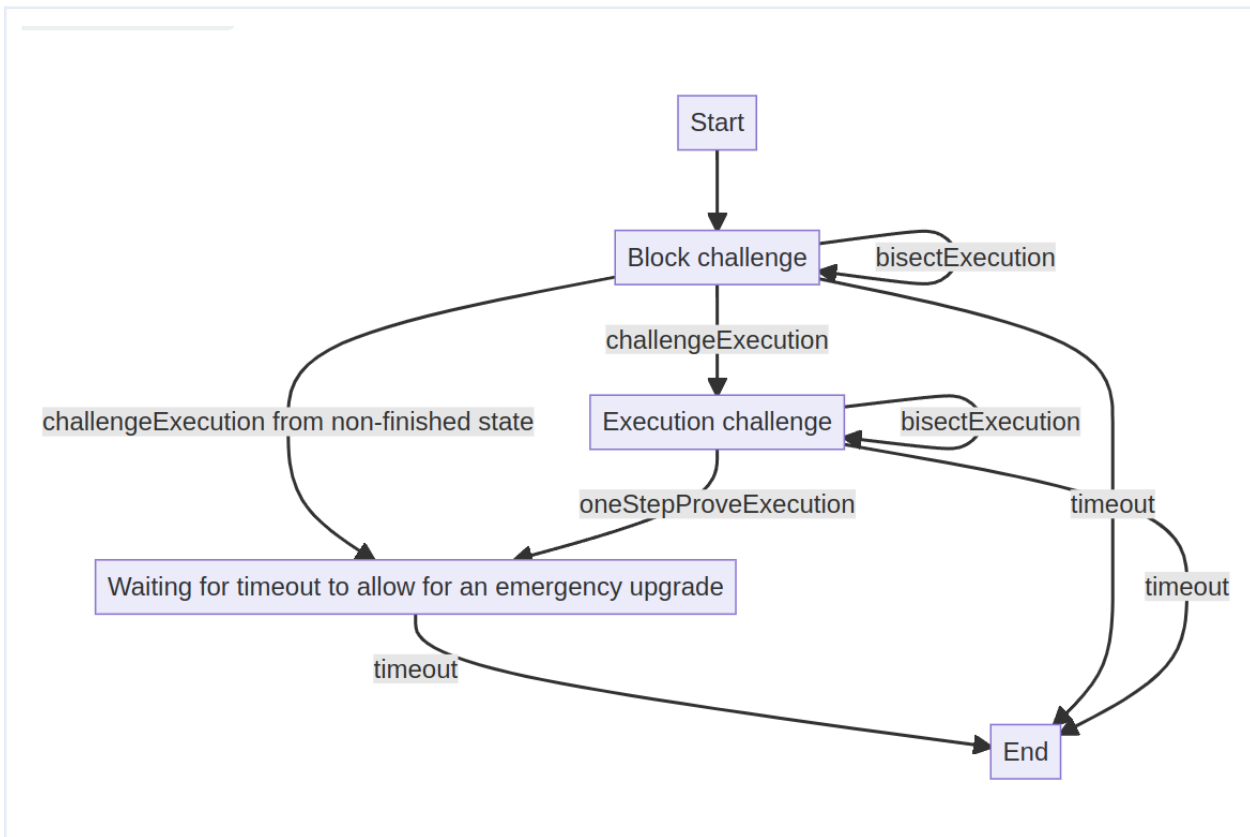 Start
Block challenge
bisectExecution
challengeExecution
challengeExecution from non-finished state
Execution challenge
bisectExecution
oneStepProveExecution
timeout
Waiting for timeout to allow for an emergency upgrade
timeout
timeout
End